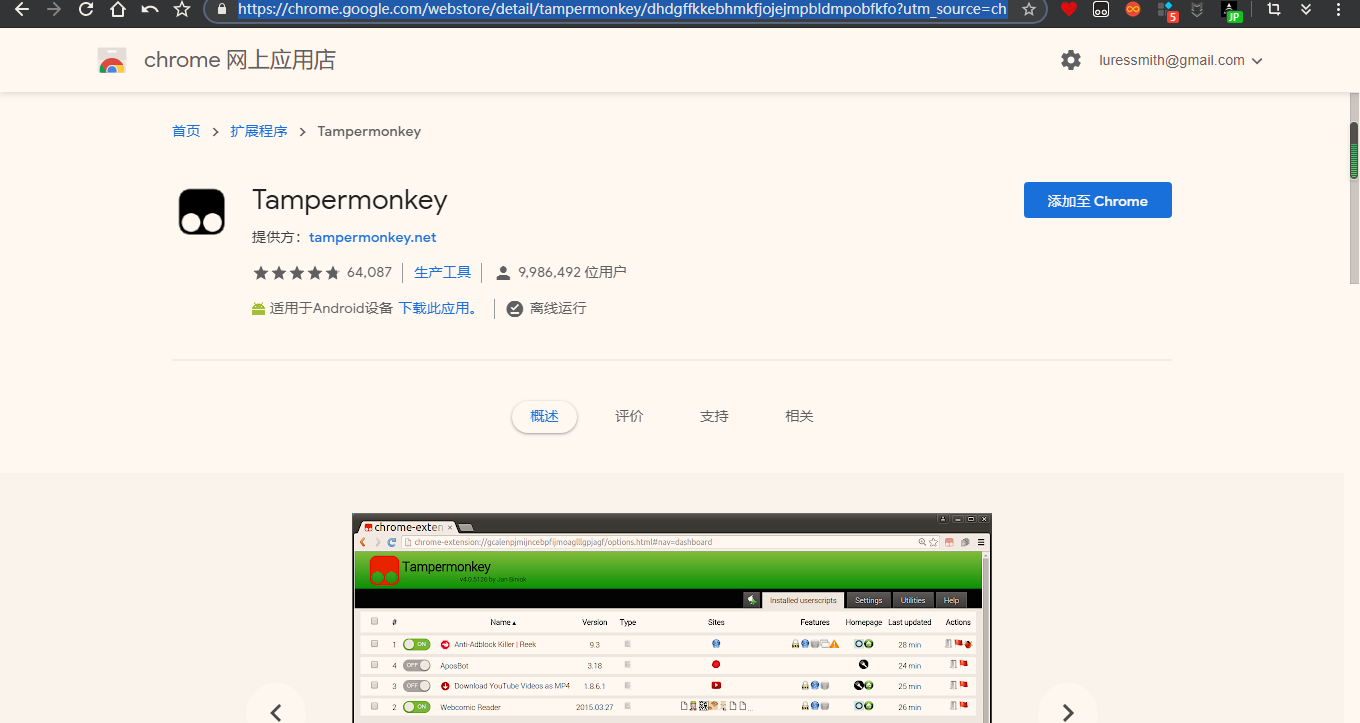 https://chrome.google.com/webstore/detail/tampermonkey/dhdgffkkebhmkfjojejmpbldmpobfkfo?utm_source=ch
5
JP
chrome 网上应用店
luressmith@gmail.com
首页 > 扩展程序 > Tampermonkey
Tampermonkey
添加至 Chrome
提供方： tampermonkey.net
64,087 生产工具 9,986,492 位用户
适用于Android设备 下载此应用。 离线运行
概述 评价 支持 相关
chrome-exten
chrome-extension://gcalenpjmijncebpfijmoaglllgpjagf/options.html#nav=dashboard
Tampermonkey
v4.0.5126 by Jan Biniok
Installed userscripts Settings Utilities Help
# Name Version Type Sites Features Homepage Last updated Actions
1 ON Anti-Adblock Killer | Reek 9.3 28 min
4 OFF AposBot 3.18 24 min
3 OFF Download YouTube Videos as MP4 1.8.6.1 25 min
2 ON Webcomic Reader 2015.03.27 ... 26 min